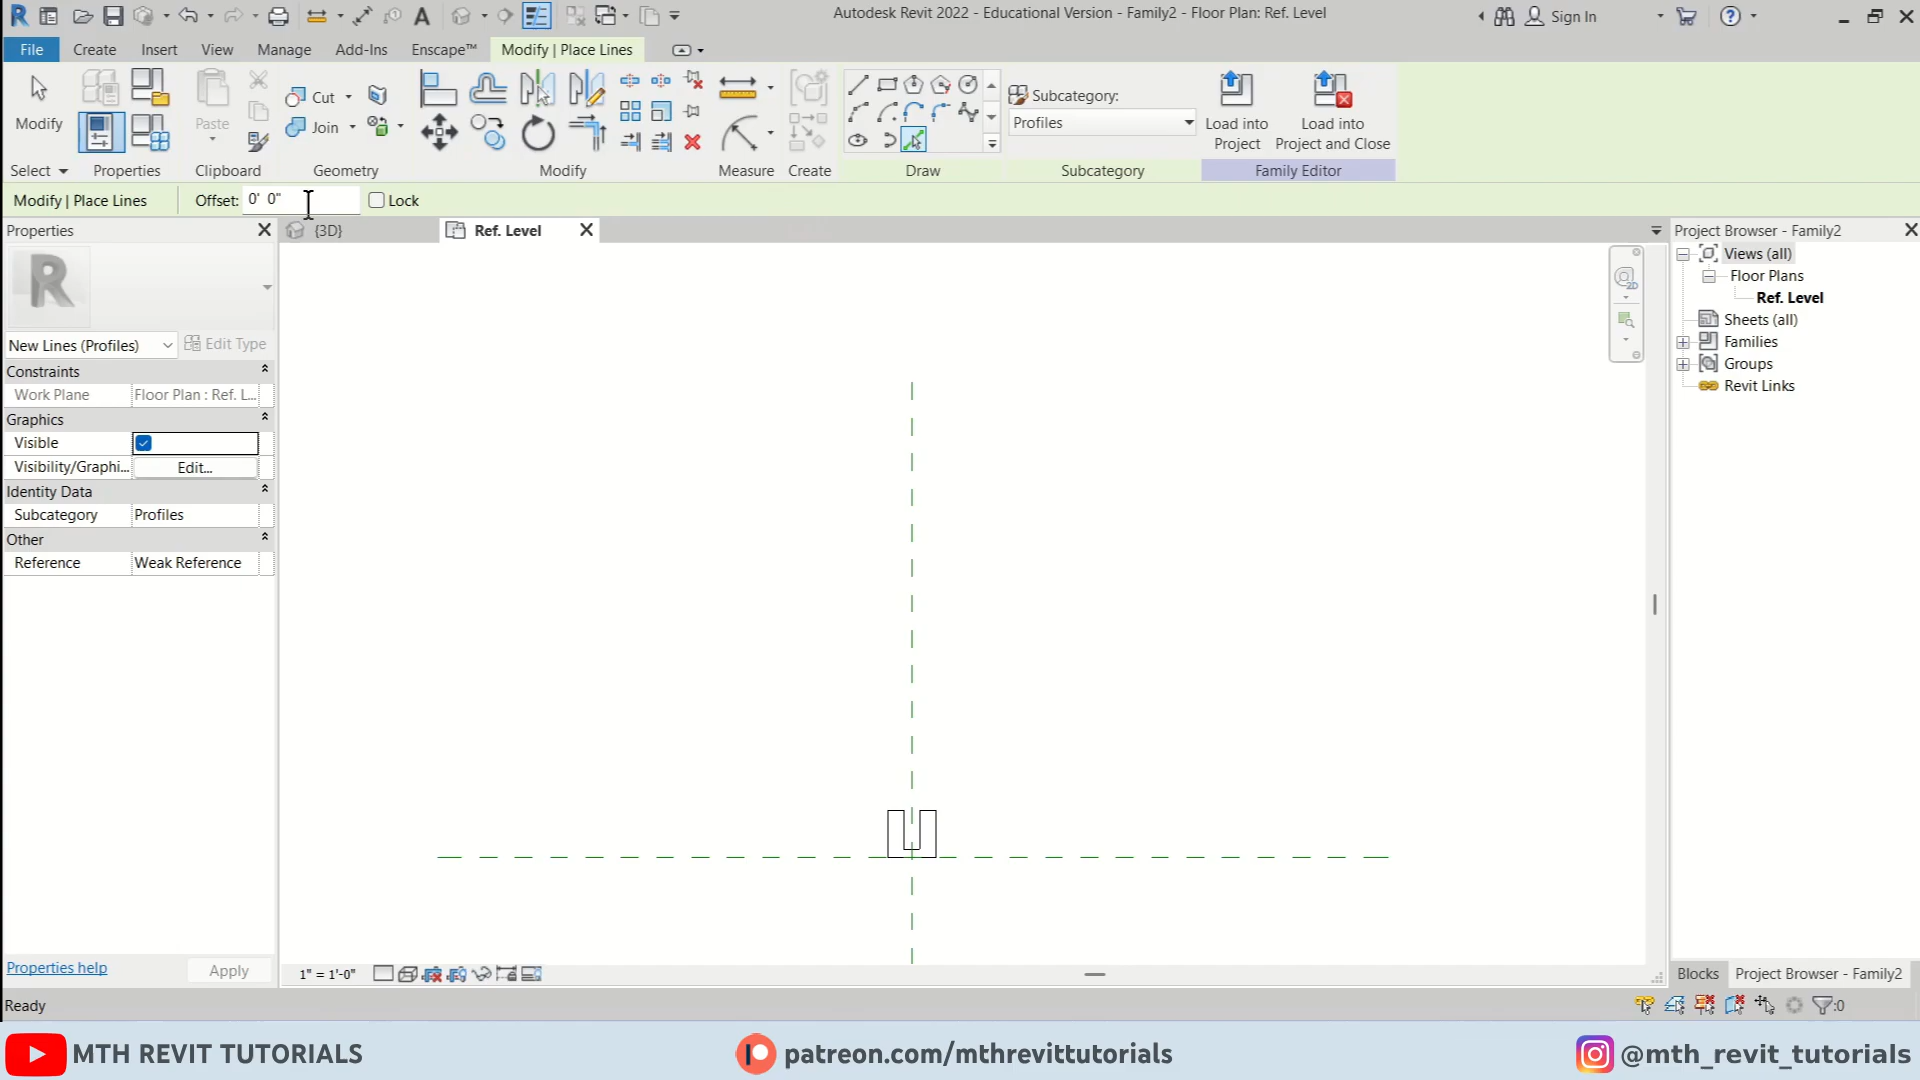 Autodesk Revit 2022 - Educational Version - Family2 - Floor Plan: Ref. Level
Sign In
File Create Insert View Manage Add-Ins Enscape™ Modify | Place Lines
Modify
Paste
Cut
Join
Subcategory:
Profiles
Load into Project
Load into Project and Close
Select Properties Clipboard Geometry Modify Measure Create Draw Subcategory Family Editor
Modify | Place Lines Offset: 0' 0" Lock
Properties
{3D}
Ref. Level
Project Browser - Family2
R
New Lines (Profiles) Edit Type
Constraints
Work Plane Floor Plan : Ref. L...
Graphics
Visible
Visibility/Graphi... Edit...
Identity Data
Subcategory Profiles
Other
Reference Weak Reference
2D
Views (all)
Floor Plans
Ref. Level
Sheets (all)
Families
Groups
Revit Links
Properties help Apply
1" = 1'-0"
Blocks Project Browser - Family2
Ready
:0
MTH REVIT TUTORIALS
patreon.com/mthrevittutorials
@mth_revit_tutorials